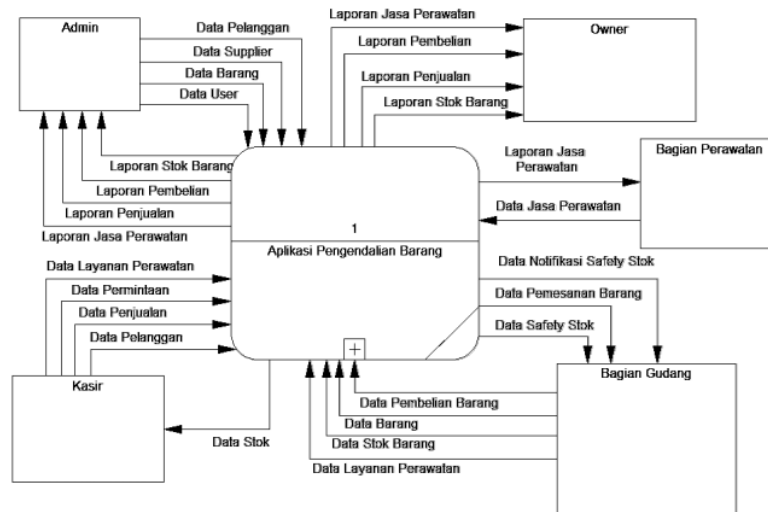 Admin
Data Pelanggan
Data Supplier
Data Barang
Data User
Laporan Jasa Perawatan
Laporan Pembelian
Laporan Penjualan
Laporan Stok Barang
Owner
Laporan Stok Barang
Laporan Pembelian
Laporan Penjualan
Laporan Jasa Perawatan
Laporan Jasa
Perawatan
Data Jasa Perawatan
Bagian Perawatan
1
Aplikasi Pengendalian Barang
Data Layanan Perawatan
Data Permintaan
Data Penjualan
Data Pelanggan
Kasir
Data Stok
Data Notifikasi Safety Stok
Data Pemesanan Barang
Data Safety Stok
Bagian Gudang
Data Pembelian Barang
Data Barang
Data Stok Barang
Data Layanan Perawatan